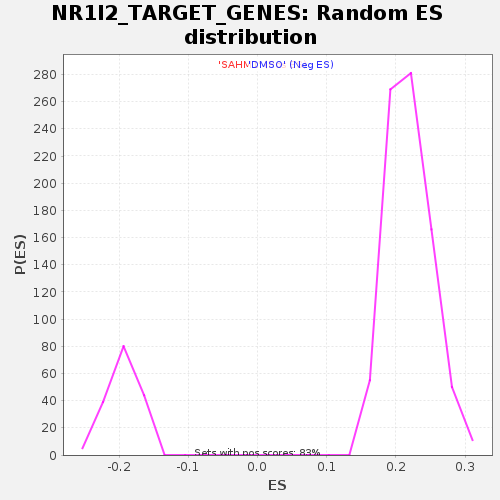 NR1I2_TARGET_GENES: Random ES
distribution
'SAHM'DMSO' (Neg ES)
280
260
240
220
200
180
160
140
120
100
80
60
40
20
0
P(ES)
Sets with pos scores: 83%
-0.2 -0.1 0.0 0.1 0.2 0.3
ES